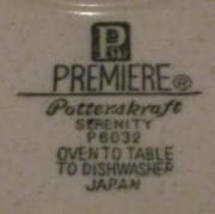 P
PREMIERE®
Potterskraft
SERENITY
P6032
OVEN TO TABLE
TO DISHWASHER
JAPAN